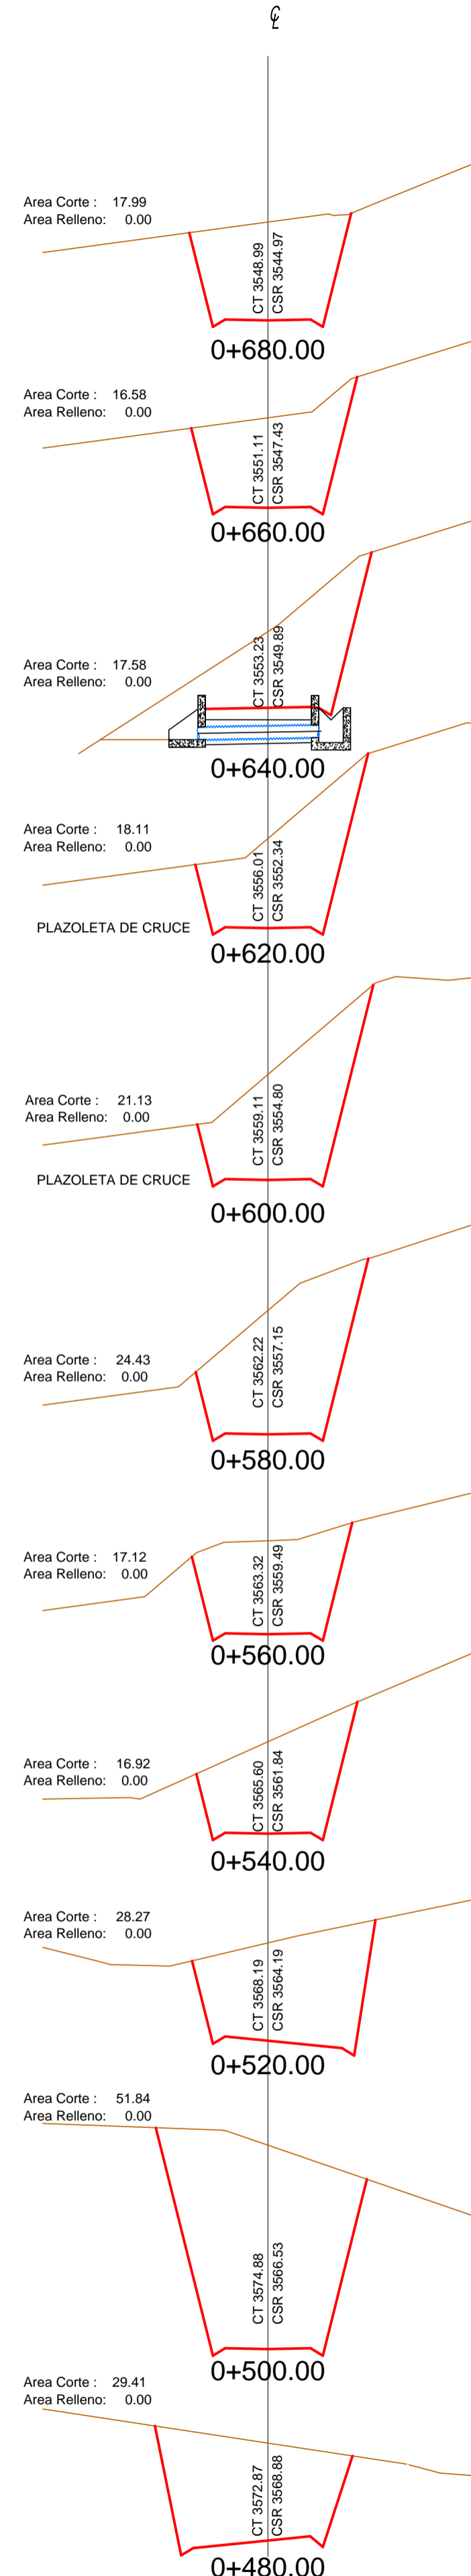 ℄
Area Corte : 17.99
Area Relleno: 0.00
CT 3548.99
CSR 3544.97
0+680.00
Area Corte : 16.58
Area Relleno: 0.00
CT 3551.11
CSR 3547.43
0+660.00
Area Corte : 17.58
Area Relleno: 0.00
CT 3553.23
CSR 3549.89
0+640.00
Area Corte : 18.11
Area Relleno: 0.00
CT 3556.01
CSR 3552.34
PLAZOLETA DE CRUCE
0+620.00
Area Corte : 21.13
Area Relleno: 0.00
CT 3559.11
CSR 3554.80
PLAZOLETA DE CRUCE
0+600.00
Area Corte : 24.43
Area Relleno: 0.00
CT 3562.22
CSR 3557.15
0+580.00
Area Corte : 17.12
Area Relleno: 0.00
CT 3563.32
CSR 3559.49
0+560.00
Area Corte : 16.92
Area Relleno: 0.00
CT 3565.60
CSR 3561.84
0+540.00
Area Corte : 28.27
Area Relleno: 0.00
CT 3568.19
CSR 3564.19
0+520.00
Area Corte : 51.84
Area Relleno: 0.00
CT 3574.88
CSR 3566.53
0+500.00
Area Corte : 29.41
Area Relleno: 0.00
CT 3572.87
CSR 3568.88
0+480.00